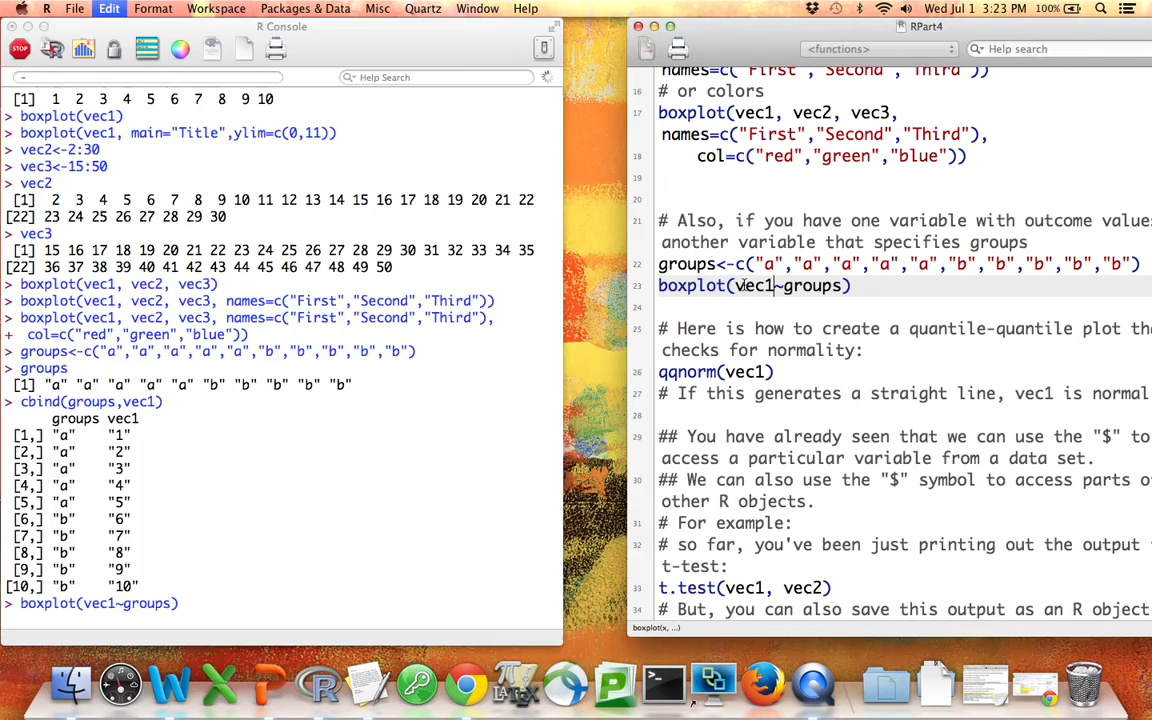 R File Edit Format Workspace Packages & Data Misc Quartz Window Help
Wed Jul 1 3:23 PM 100%
R Console
STOP
Help Search
[1] 1 2 3 4 5 6 7 8 9 10
> boxplot(vec1)
> boxplot(vec1, main="Title",ylim=c(0,11))
> vec2<-2:30
> vec3<-15:50
> vec2
[1] 2 3 4 5 6 7 8 9 10 11 12 13 14 15 16 17 18 19 20 21 22
[22] 23 24 25 26 27 28 29 30
> vec3
[1] 15 16 17 18 19 20 21 22 23 24 25 26 27 28 29 30 31 32 33 34 35
[22] 36 37 38 39 40 41 42 43 44 45 46 47 48 49 50
> boxplot(vec1, vec2, vec3)
> boxplot(vec1, vec2, vec3, names=c("First","Second","Third"))
> boxplot(vec1, vec2, vec3, names=c("First","Second","Third"),
+ col=c("red","green","blue"))
> groups<-c("a","a","a","a","a","b","b","b","b","b")
> groups
[1] "a" "a" "a" "a" "a" "b" "b" "b" "b" "b"
> cbind(groups,vec1)
groups vec1
[1,] "a" "1"
[2,] "a" "2"
[3,] "a" "3"
[4,] "a" "4"
[5,] "a" "5"
[6,] "b" "6"
[7,] "b" "7"
[8,] "b" "8"
[9,] "b" "9"
[10,] "b" "10"
> boxplot(vec1~groups)
RPart4
<functions>
Help search
names=c("First","Second","Third"))
16 # or colors
17 boxplot(vec1, vec2, vec3,
names=c("First","Second","Third"),
18 col=c("red","green","blue"))
19
20
21 # Also, if you have one variable with outcome values
another variable that specifies groups
22 groups<-c("a","a","a","a","a","b","b","b","b","b")
23 boxplot(vec1~groups)
24
25 # Here is how to create a quantile-quantile plot
checks for normality:
26 qqnorm(vec1)
27 # If this generates a straight line, vec1 is normal
28
29 ## You have already seen that we can use the "$" to
access a particular variable from a data set.
30 ## We can also use the "$" symbol to access parts
other R objects.
31 # For example:
32 # so far, you've been just printing out the output
t-test:
33 t.test(vec1, vec2)
34 # But, you can also save this output as an R object
boxplot(x, ...)